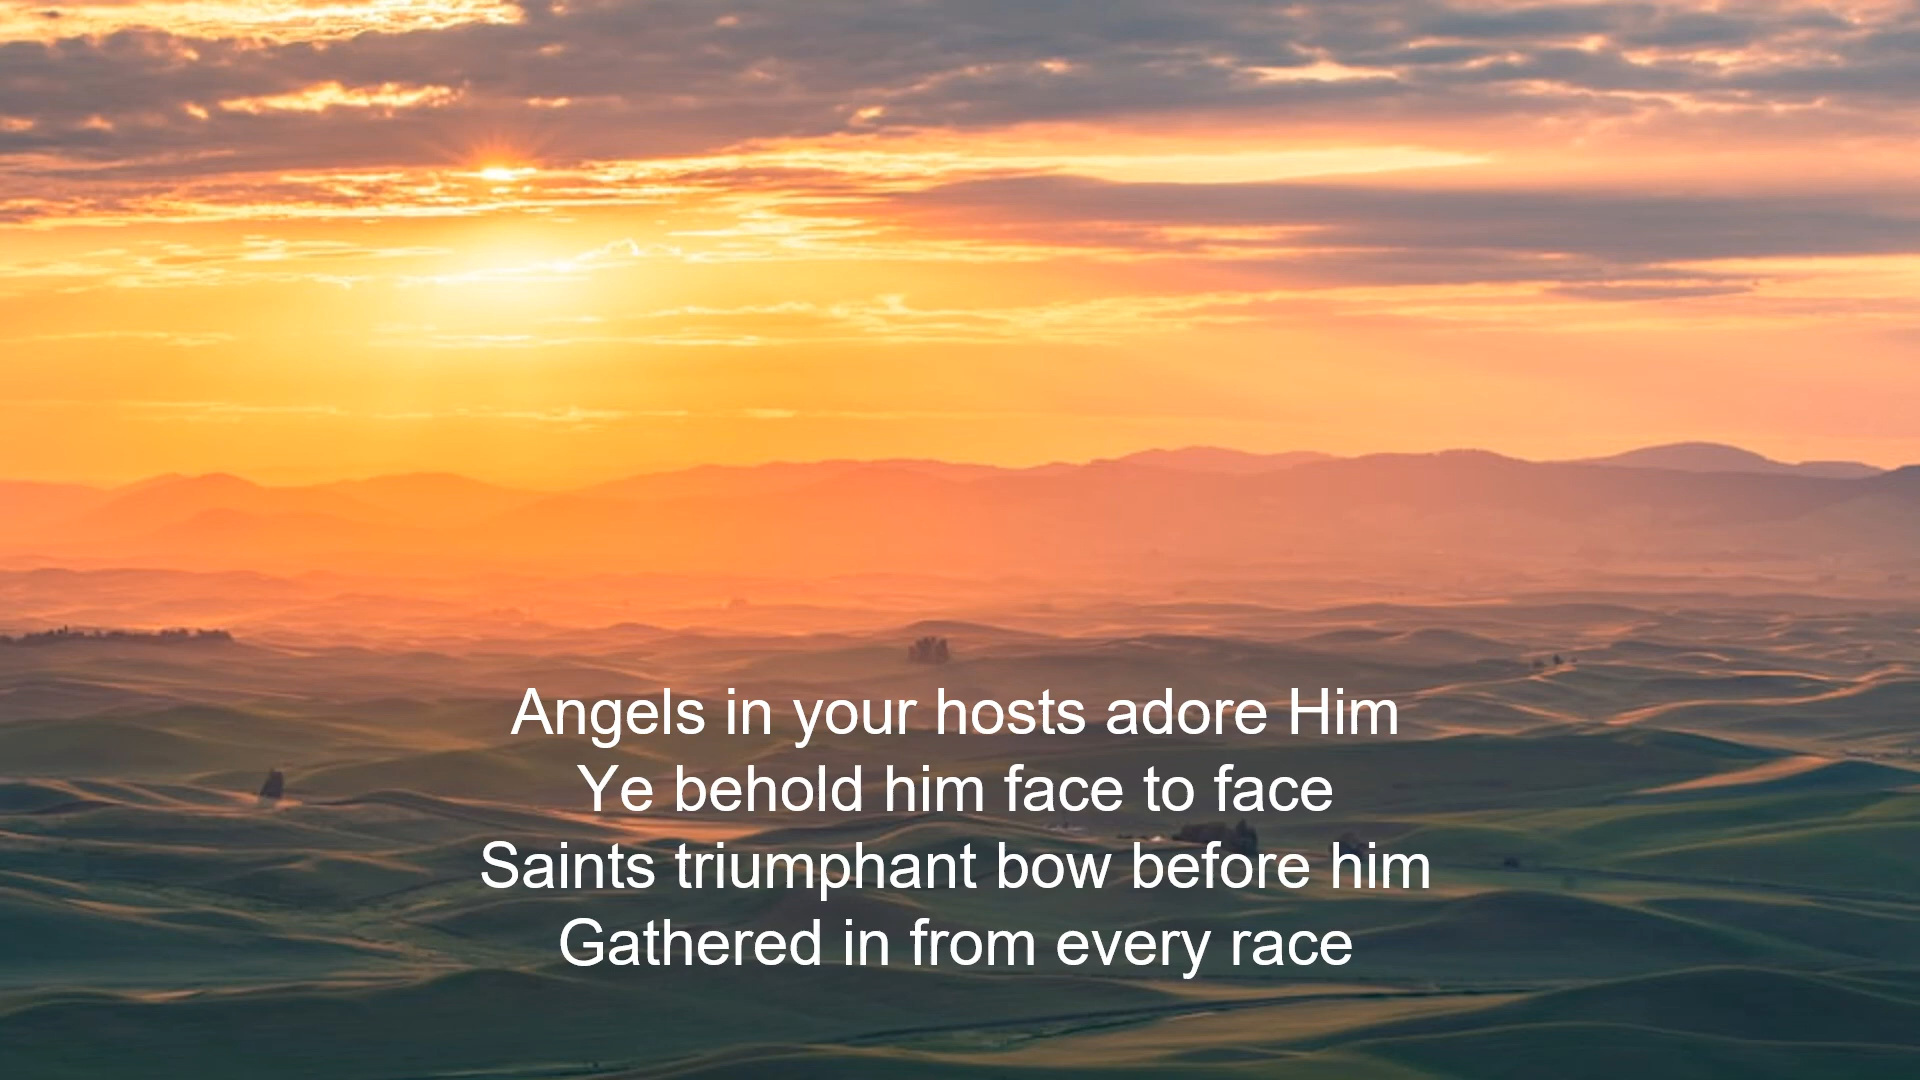 Angels in your hosts adore Him
Ye behold him face to face
Saints triumphant bow before him
Gathered in from every race